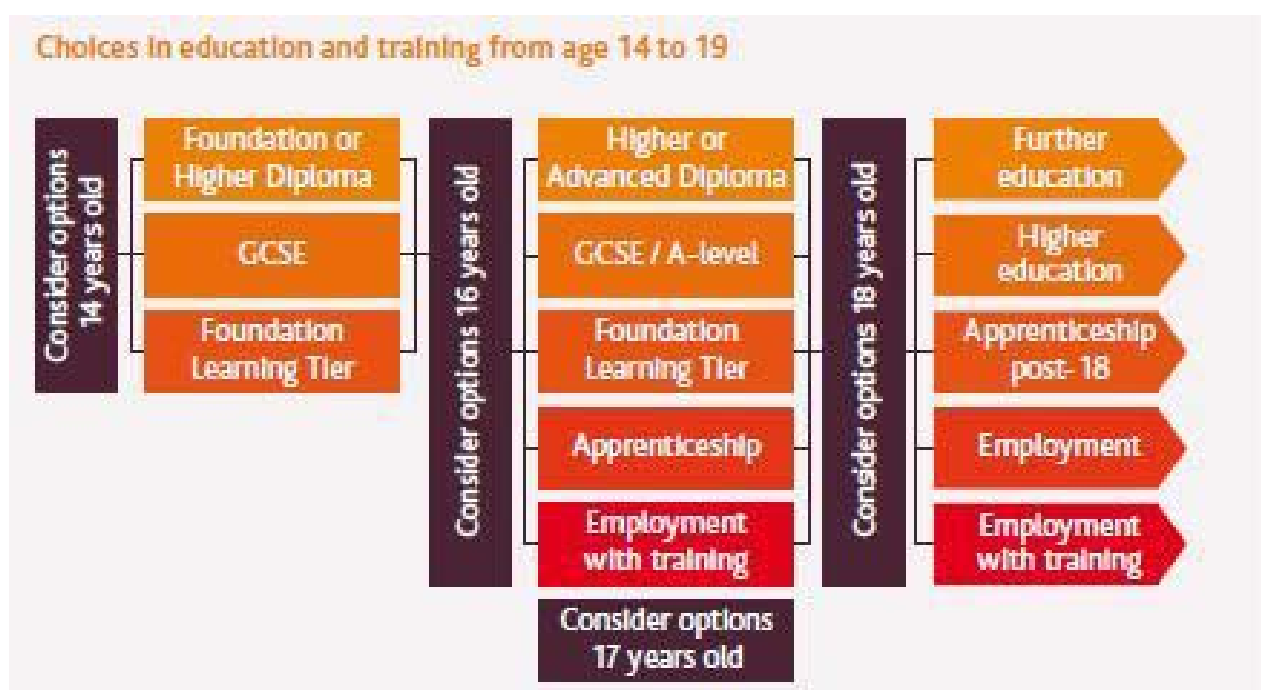 Choices in education and training from age 14 to 19
Consider options
14 years old
Foundation or
Higher Diploma
GCSE
Foundation
Learning Tier
Consider options 16 years old
Higher or
Advanced Diploma
GCSE / A-level
Foundation
Learning Tier
Apprenticeship
Employment
with training
Consider options
17 years old
Consider options 18 years old
Further
education
Higher
education
Apprenticeship
post- 18
Employment
Employment
with training